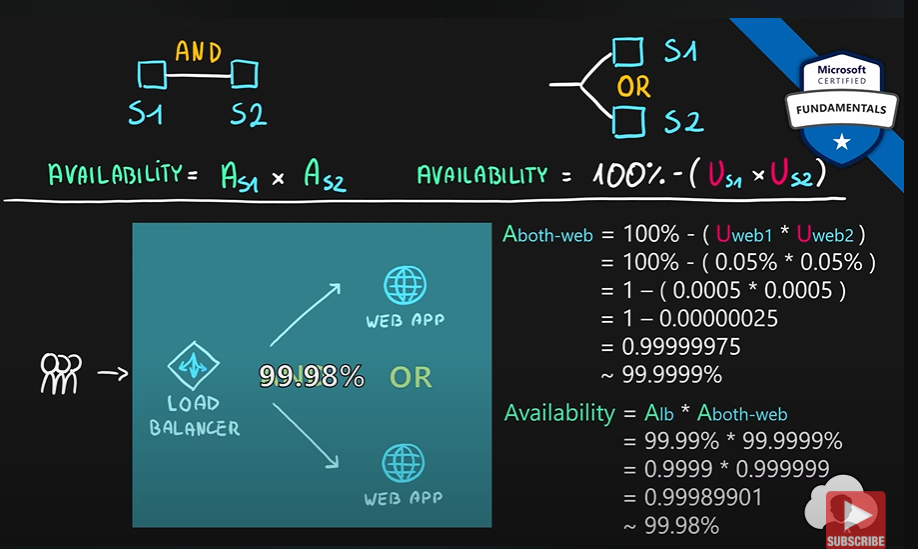 AND
S1 S2
AVAILABILITY = AS1 × AS2
S1
OR
S2
AVAILABILITY = 100% - ( US1 × US2 )
Microsoft
CERTIFIED
FUNDAMENTALS
WEB APP
LOAD
BALANCER
99.98% OR
WEB APP
Aboth-web = 100% - ( Uweb1 * Uweb2 )
= 100% - ( 0.05% * 0.05% )
= 1 – ( 0.0005 * 0.0005 )
= 1 – 0.00000025
= 0.99999975
~ 99.9999%
Availability = Alb * Aboth-web
= 99.99% * 99.9999%
= 0.9999 * 0.999999
= 0.99989901
~ 99.98%
SUBSCRIBE